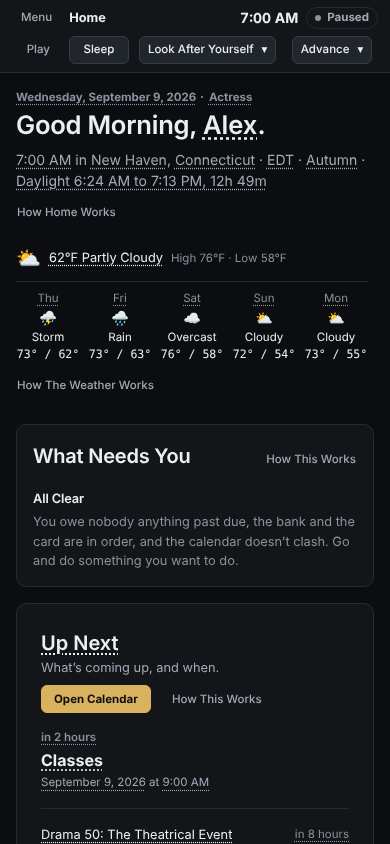 Menu Home 7:00 AM Paused
Play Sleep Look After Yourself ▾ Advance ▾
Wednesday, September 9, 2026 · Actress
Good Morning, Alex.
7:00 AM in New Haven, Connecticut · EDT · Autumn ·
Daylight 6:24 AM to 7:13 PM, 12h 49m
How Home Works
62°F Partly Cloudy High 76°F · Low 58°F
Thu Fri Sat Sun Mon
Storm Rain Overcast Cloudy Cloudy
73° / 62° 73° / 63° 76° / 58° 72° / 54° 73° / 55°
How The Weather Works
What Needs You How This Works
All Clear
You owe nobody anything past due, the bank and the
card are in order, and the calendar doesn't clash. Go
and do something you want to do.
Up Next
What's coming up, and when.
Open Calendar How This Works
in 2 hours
Classes
September 9, 2026 at 9:00 AM
Drama 50: The Theatrical Event in 8 hours